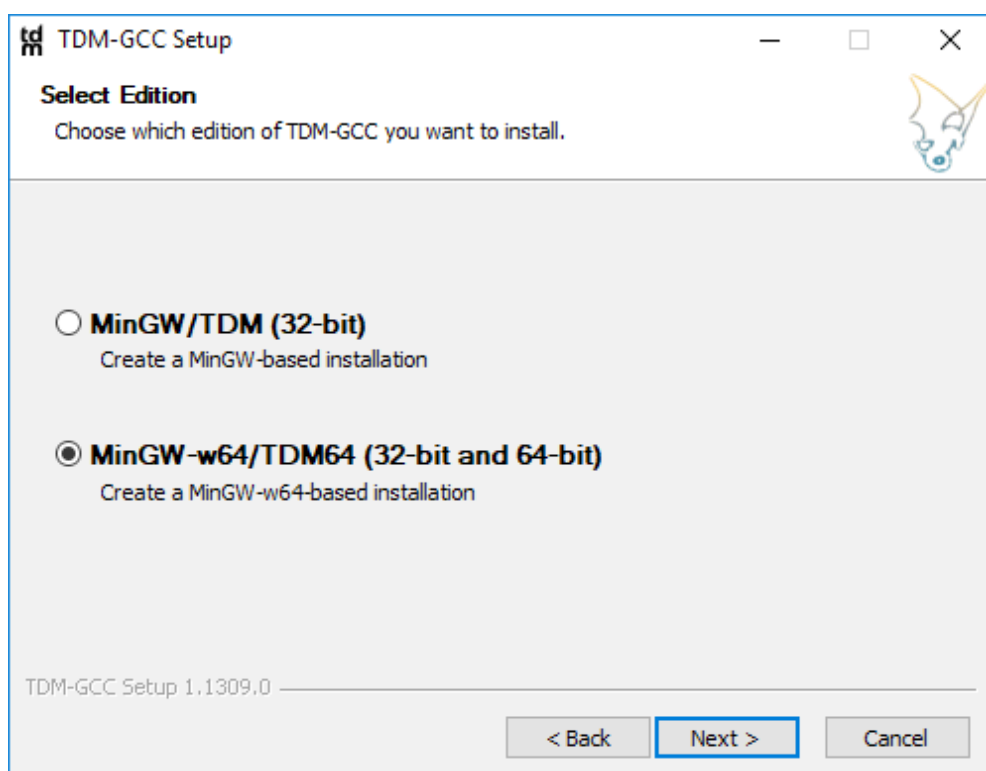 tdm TDM-GCC Setup
Select Edition
Choose which edition of TDM-GCC you want to install.
MinGW/TDM (32-bit)
Create a MinGW-based installation
MinGW-w64/TDM64 (32-bit and 64-bit)
Create a MinGW-w64-based installation
TDM-GCC Setup 1.1309.0
< Back Next > Cancel